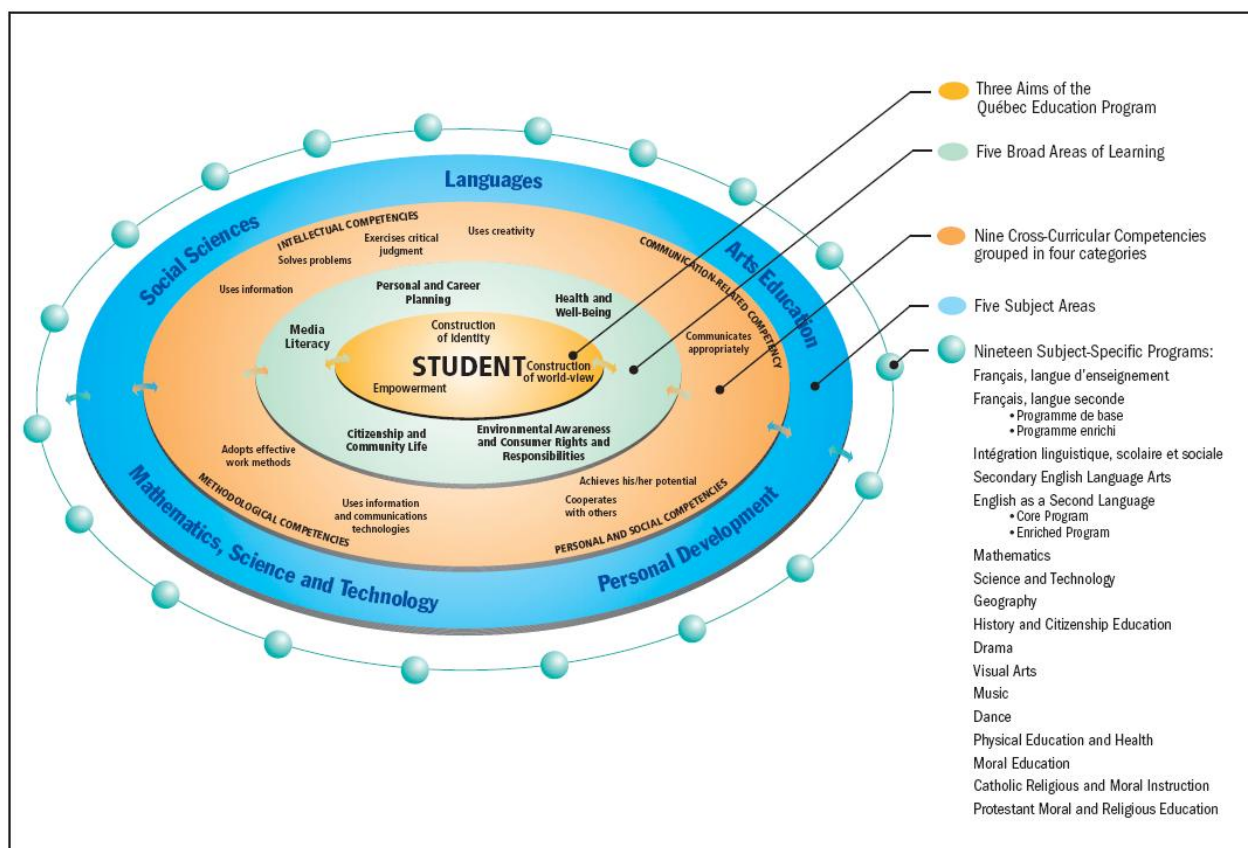 Three Aims of the
Québec Education Program
Five Broad Areas of Learning
Nine Cross-Curricular Competencies
grouped in four categories
Five Subject Areas
Nineteen Subject-Specific Programs:
Français, langue d'enseignement
Français, langue seconde
• Programme de base
• Programme enrichi
Intégration linguistique, scolaire et sociale
Secondary English Language Arts
English as a Second Language
• Core Program
• Enriched Program
Mathematics
Science and Technology
Geography
History and Citizenship Education
Drama
Visual Arts
Music
Dance
Physical Education and Health
Moral Education
Catholic Religious and Moral Instruction
Protestant Moral and Religious Education
Languages
Social Sciences
Arts Education
Mathematics, Science and Technology
Personal Development
INTELLECTUAL COMPETENCIES
Uses creativity
Exercises critical
judgment
Solves problems
Uses information
COMMUNICATION-RELATED COMPETENCY
Communicates
appropriately
METHODOLOGICAL COMPETENCIES
Adopts effective
work methods
Uses information
and communications
technologies
PERSONAL AND SOCIAL COMPETENCIES
Achieves his/her potential
Cooperates
with others
Personal and Career
Planning
Health and
Well-Being
Media
Literacy
Citizenship and
Community Life
Environmental Awareness
and Consumer Rights and
Responsibilities
Construction
of identity
STUDENT
Construction
of world-view
Empowerment